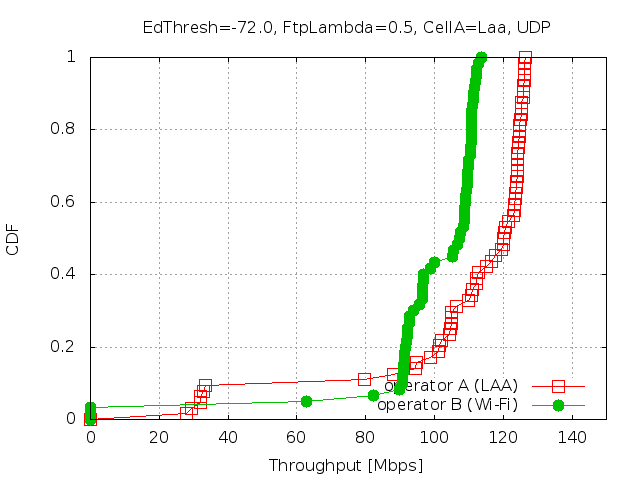 EdThresh=-72.0, FtpLambda=0.5, CellA=Laa, UDP
1
0.8
0.6
0.4
0.2
0
CDF
operator A (LAA)
operator B (Wi-Fi)
0 20 40 60 80 100 120 140
Throughput [Mbps]